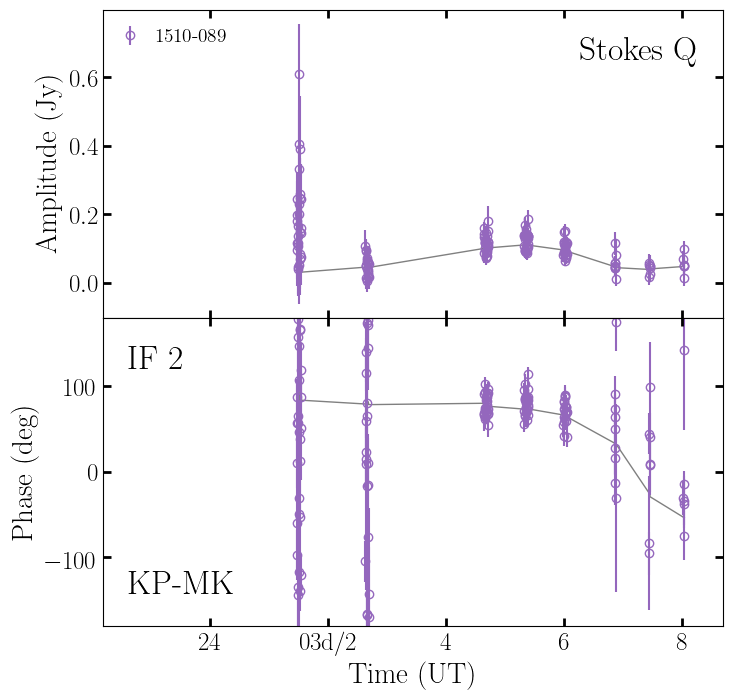 1510-089
Stokes Q
Amplitude (Jy)
0.6
0.4
0.2
0.0
IF 2
Phase (deg)
100
0
−100
KP-MK
24 03d/2 4 6 8
Time (UT)